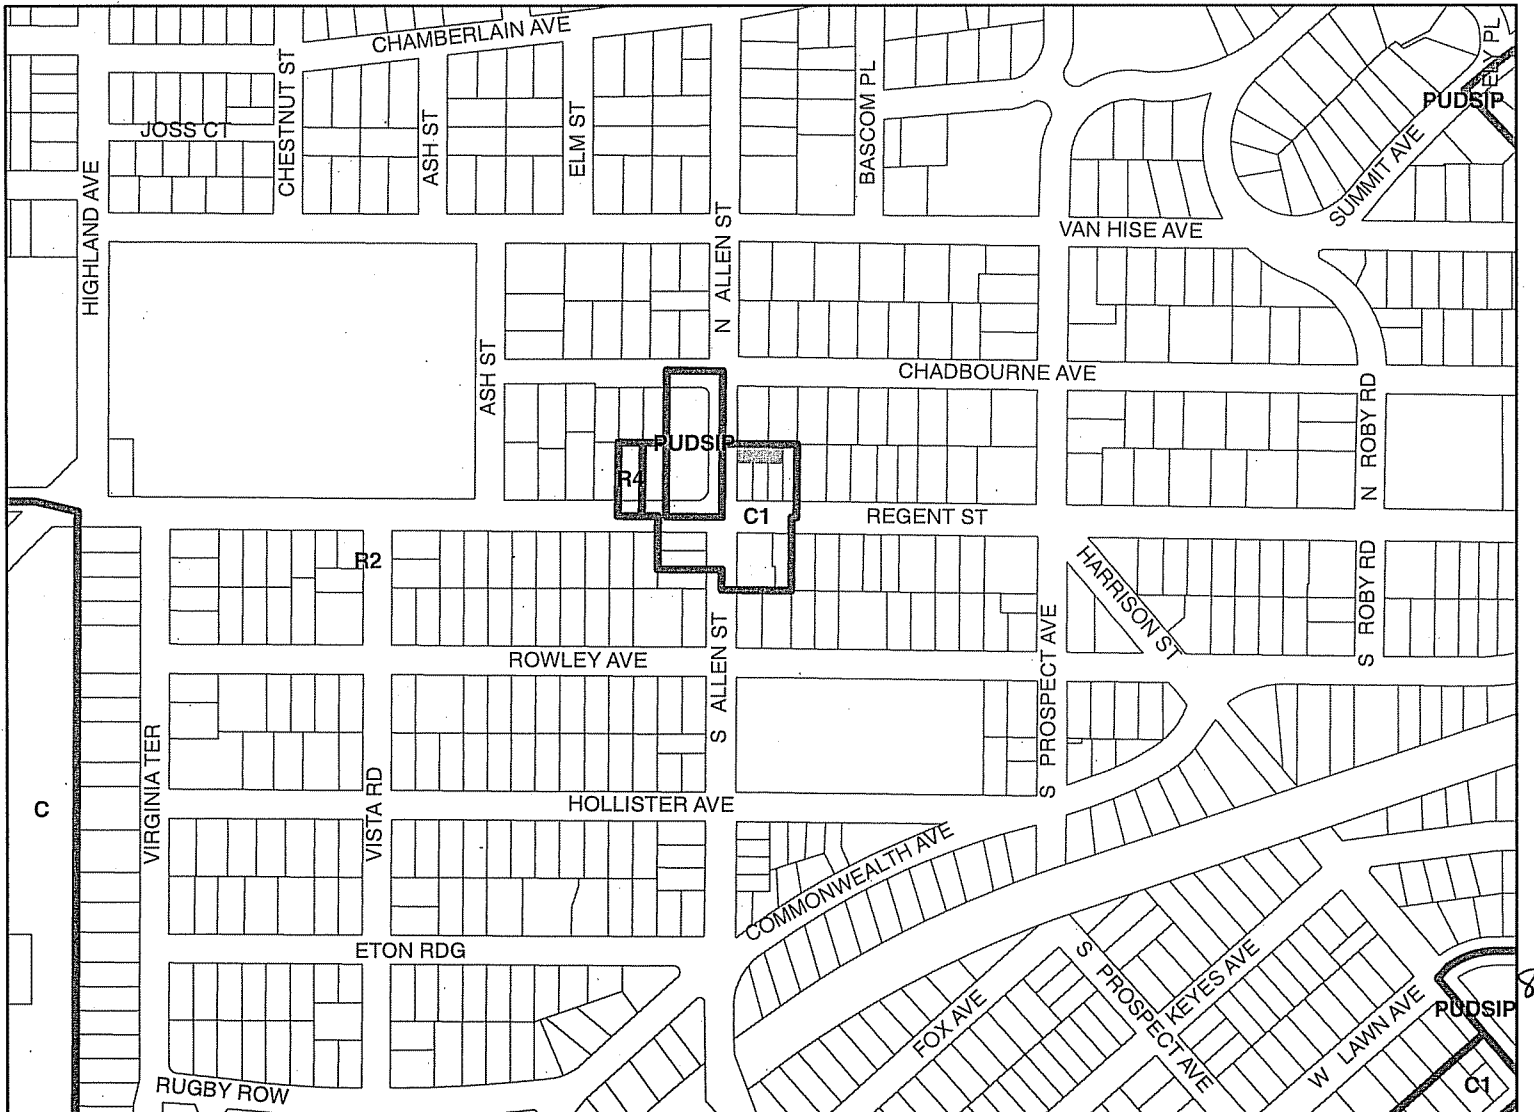 CHAMBERLAIN AVE
ELY PL
PUDSIP
JOSS CT
CHESTNUT ST
ASH ST
ELM ST
BASCOM PL
SUMMIT AVE
HIGHLAND AVE
N ALLEN ST
VAN HISE AVE
ASH ST
CHADBOURNE AVE
N ROBY RD
PUDSIP
R4
C1
REGENT ST
R2
HARRISON ST
S ROBY RD
ROWLEY AVE
S ALLEN ST
S PROSPECT AVE
C
VIRGINIA TER
VISTA RD
HOLLISTER AVE
COMMONWEALTH AVE
ETON RDG
S PROSPECT AVE
KEYES AVE
FOX AVE
W LAWN AVE
PUDSIP
C1
RUGBY ROW